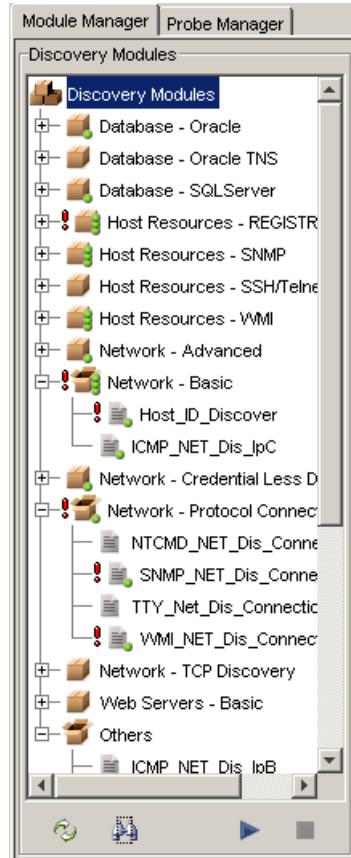 Module Manager
Probe Manager
Discovery Modules
Discovery Modules
Database - Oracle
Database - Oracle TNS
Database - SQLServer
Host Resources - REGISTR
Host Resources - SNMP
Host Resources - SSH/Telne
Host Resources - WMI
Network - Advanced
Network - Basic
Host_ID_Discover
ICMP_NET_Dis_IpC
Network - Credential Less D
Network - Protocol Connec
NTCMD_NET_Dis_Conne
SNMP_NET_Dis_Conne
TTY_Net_Dis_Connectic
WMI_NET_Dis_Connec
Network - TCP Discovery
Web Servers - Basic
Others
ICMP_NET_Dis_IpB